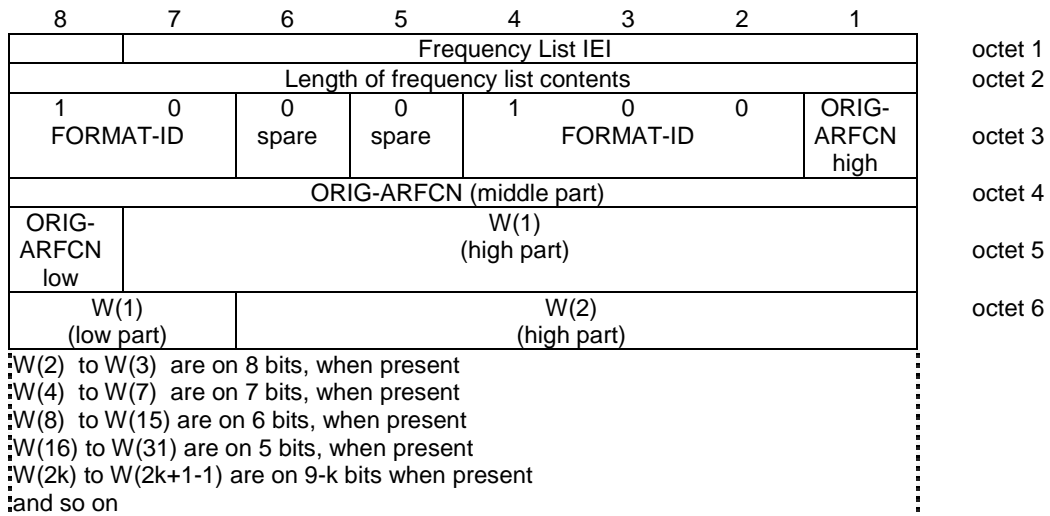 8 7 6 5 4 3 2 1
Frequency List IEI octet 1
Length of frequency list contents octet 2
1 0 0 0 1 0 0 ORIG-
FORMAT-ID spare spare FORMAT-ID ARFCN octet 3
high
ORIG-ARFCN (middle part) octet 4
ORIG- W(1)
ARFCN (high part) octet 5
low
W(1) W(2) octet 6
(low part) (high part)
W(2) to W(3) are on 8 bits, when present
W(4) to W(7) are on 7 bits, when present
W(8) to W(15) are on 6 bits, when present
W(16) to W(31) are on 5 bits, when present
W(2k) to W(2k+1-1) are on 9-k bits when present
and so on